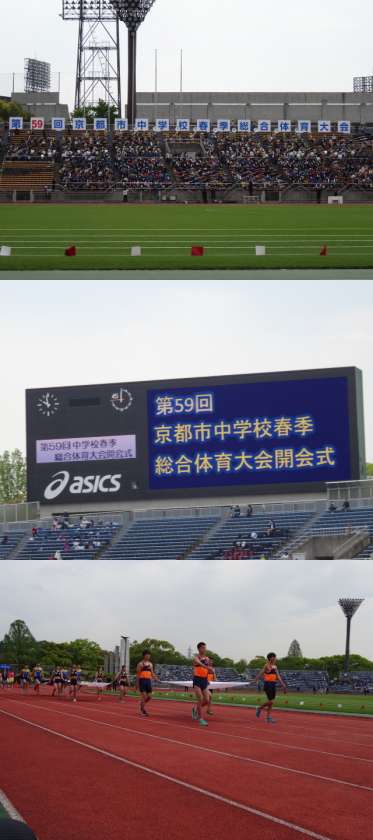 第59回京都市中学校春季総合体育大会
第59回
京都市中学校春季
総合体育大会開会式
第59回中学校春季
総合体育大会開会式
asics